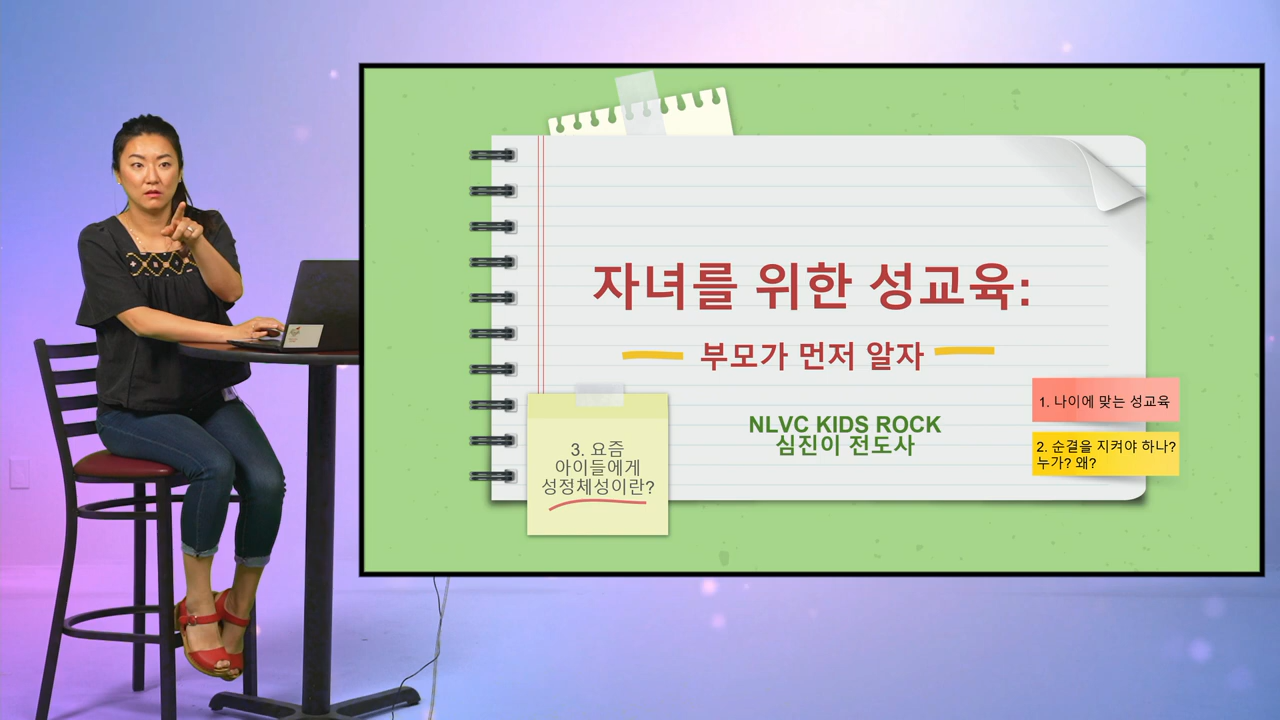 자녀를 위한 성교육:
부모가 먼저 알자
NLVC KIDS ROCK
심진이 전도사
1. 나이에 맞는 성교육
2. 순결을 지켜야 하나?
누가? 왜?
3. 요즘
아이들에게
성정체성이란?